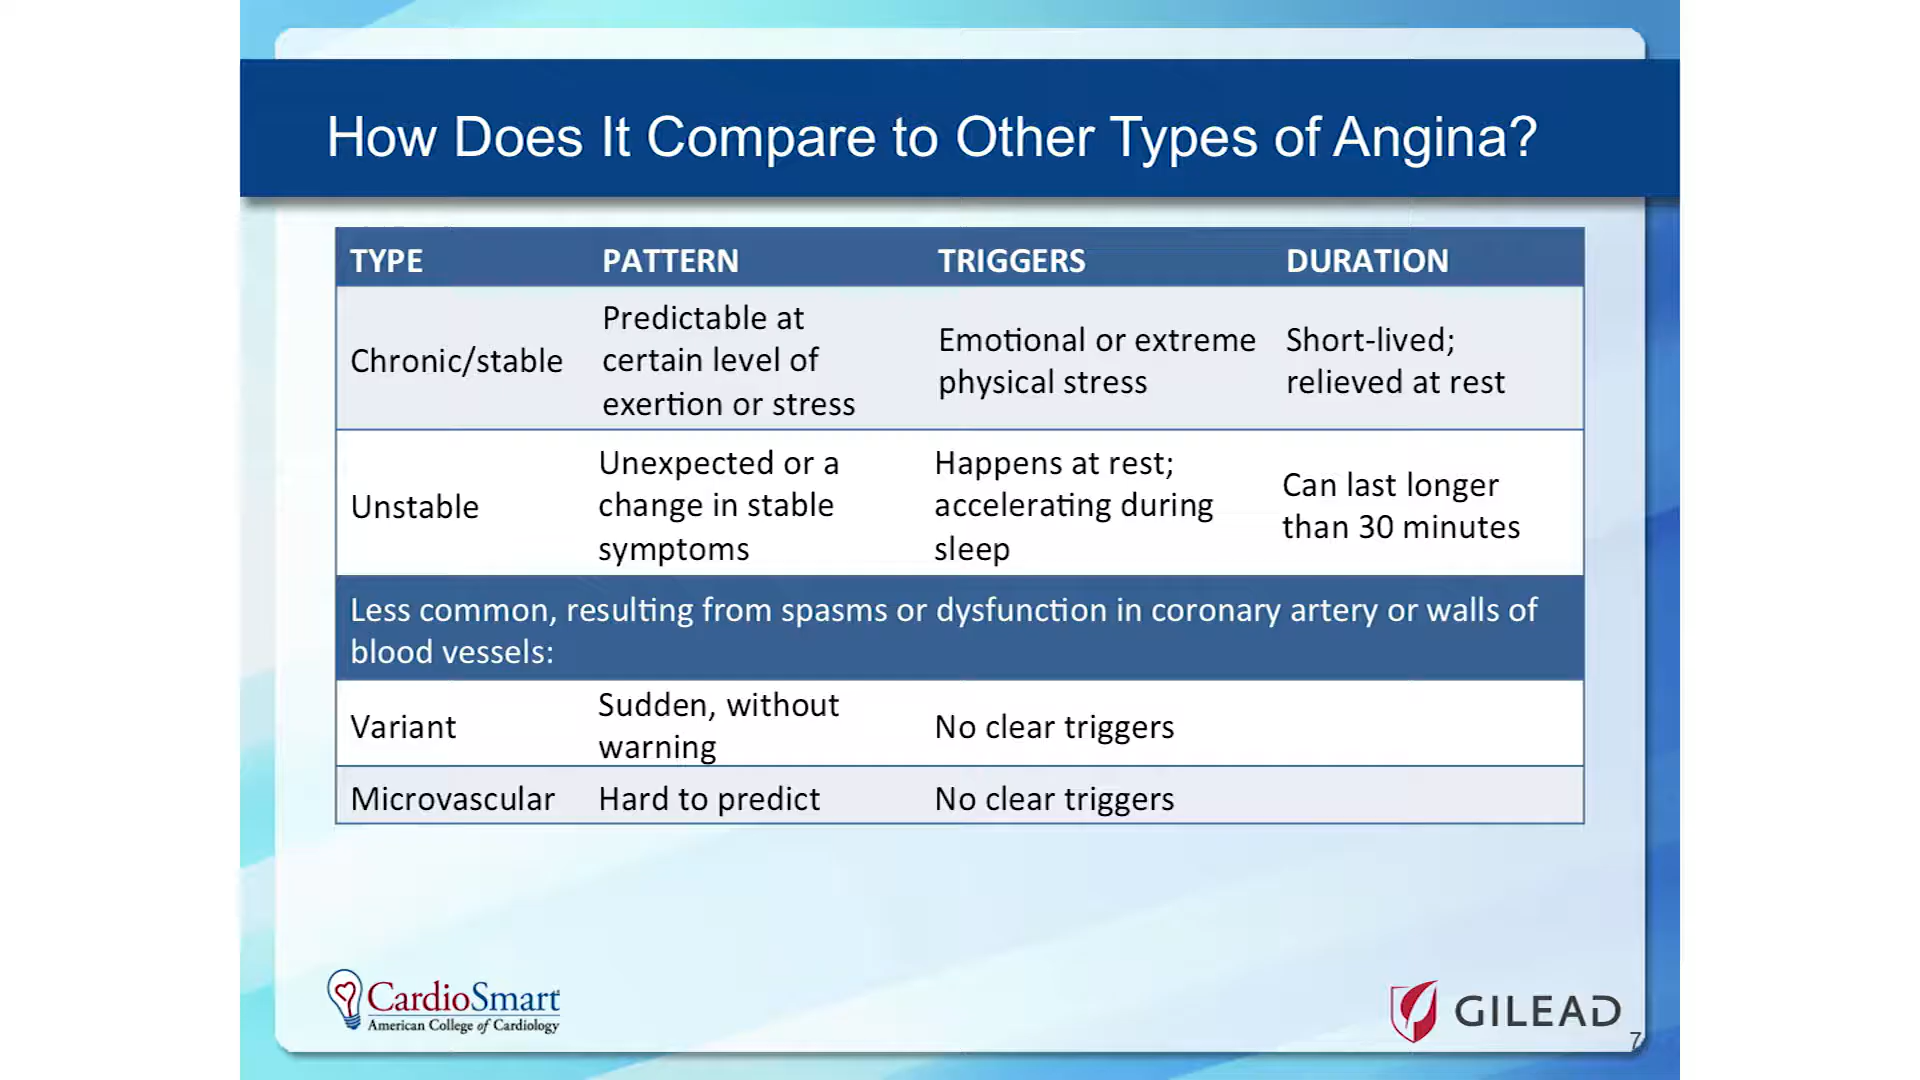 How Does It Compare to Other Types of Angina?
TYPE PATTERN TRIGGERS DURATION
Chronic/stable
Predictable at
certain level of
exertion or stress
Emotional or extreme
physical stress
Short-lived;
relieved at rest
Unstable
Unexpected or a
change in stable
symptoms
Happens at rest;
accelerating during
sleep
Can last longer
than 30 minutes
Less common, resulting from spasms or dysfunction in coronary artery or walls of
blood vessels:
Variant
Sudden, without
warning
No clear triggers
Microvascular Hard to predict No clear triggers
CardioSmart
American College of Cardiology
GILEAD
7